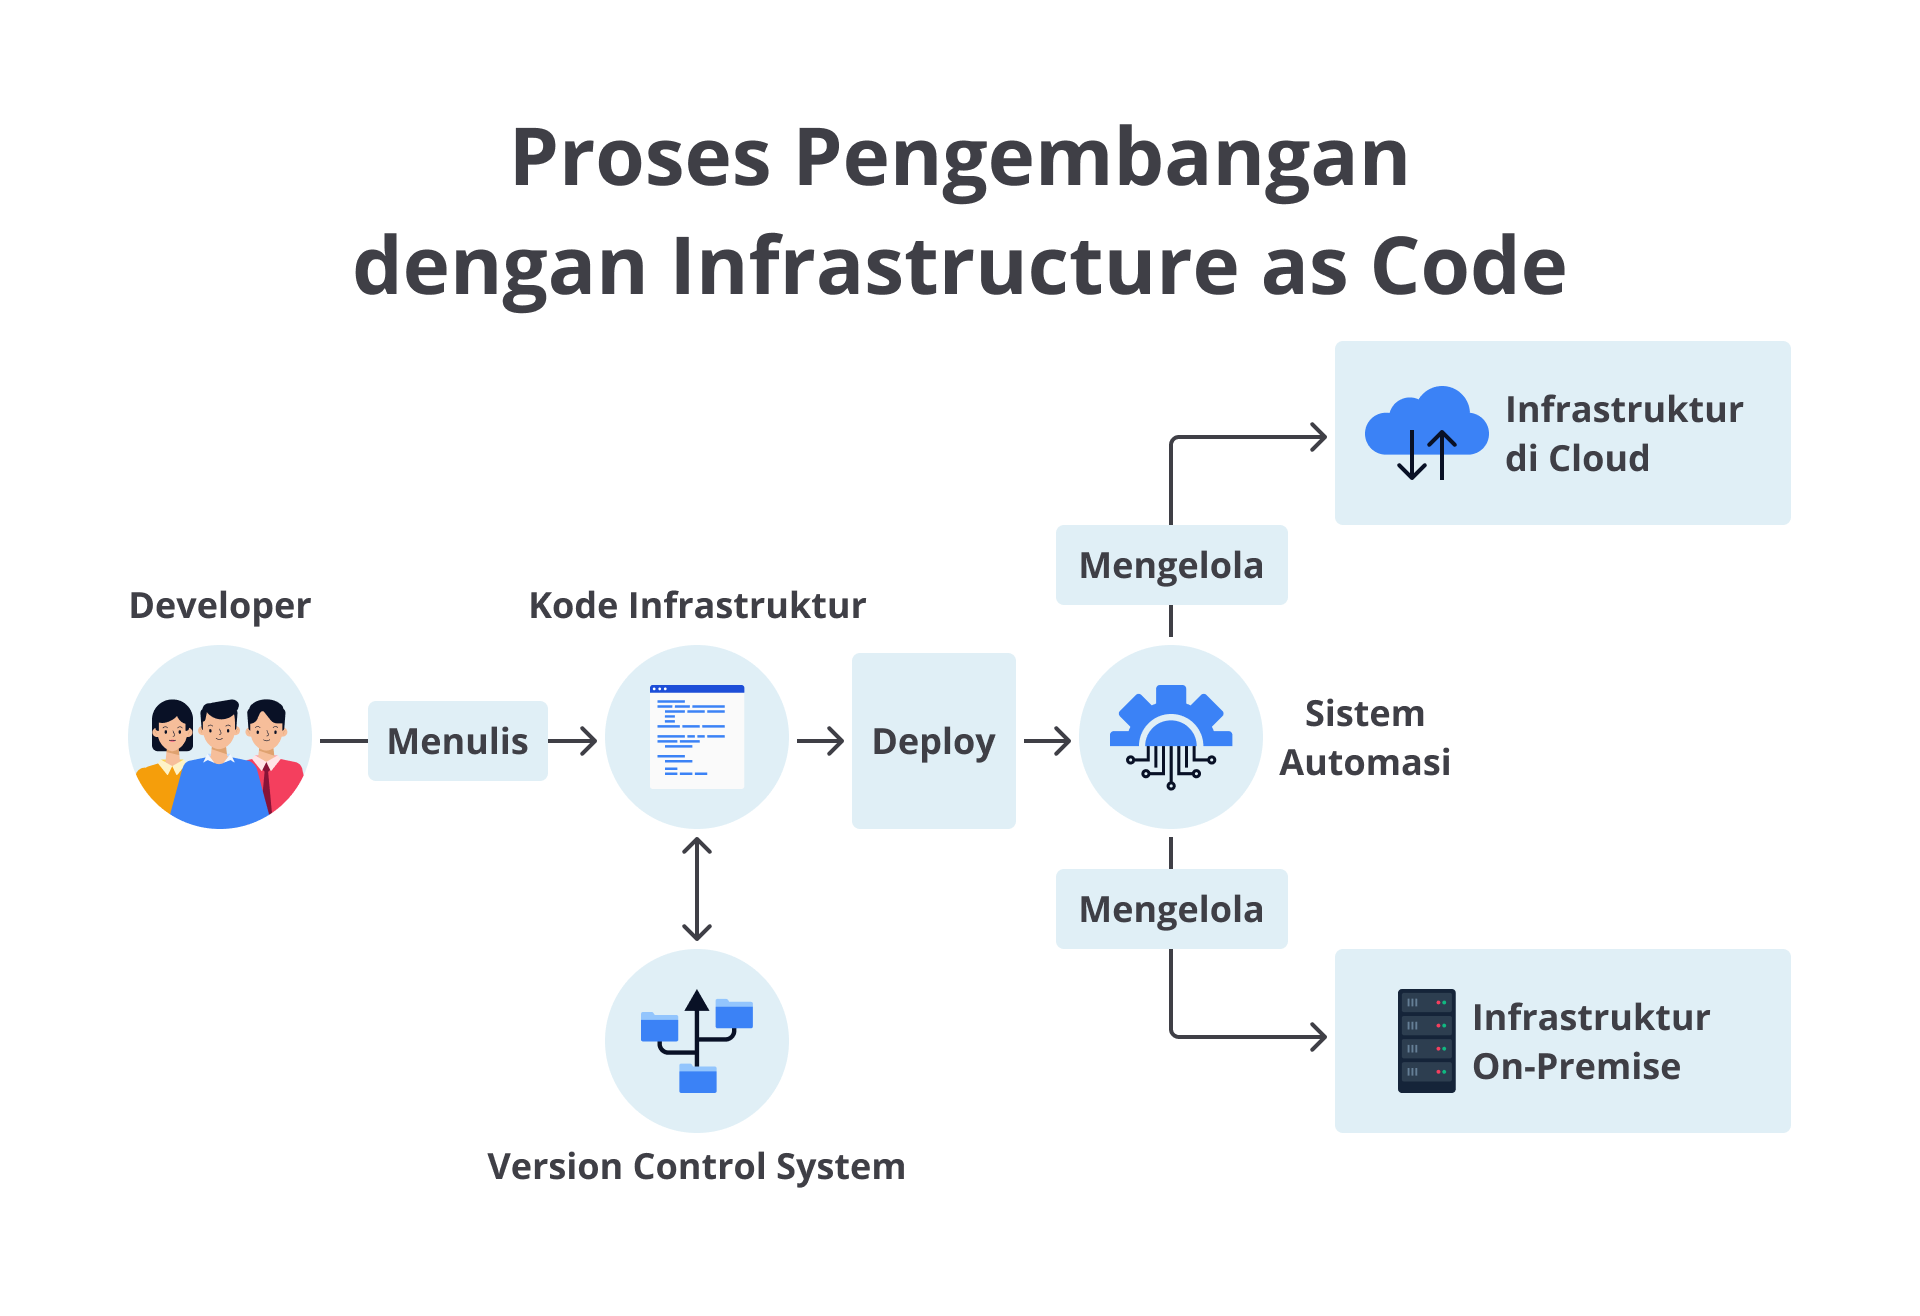 Proses Pengembangan
dengan Infrastructure as Code
Developer
Menulis
Kode Infrastruktur
Version Control System
Deploy
Sistem
Automasi
Mengelola
Infrastruktur
di Cloud
Mengelola
Infrastruktur
On-Premise